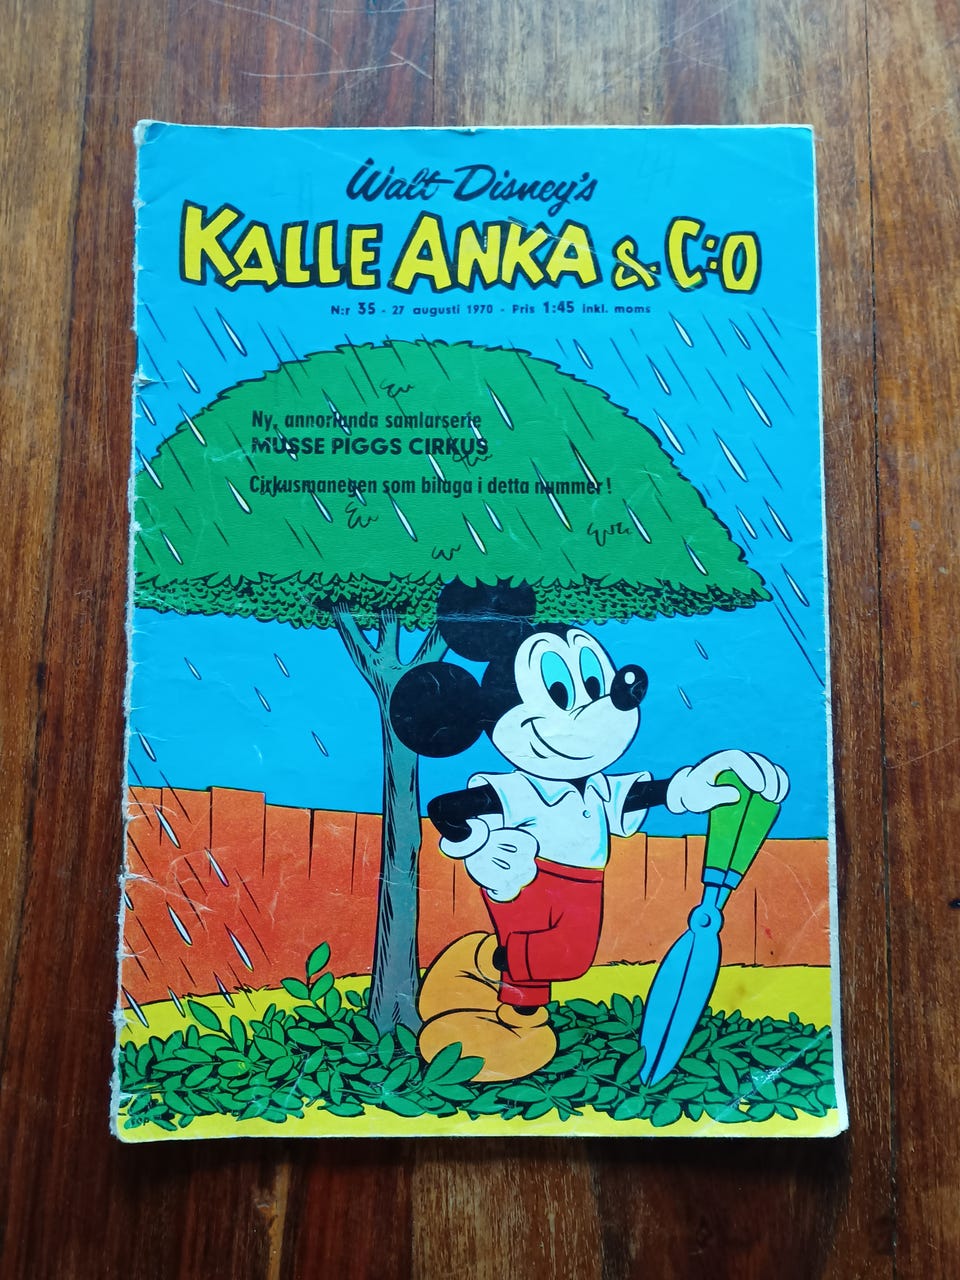 Walt Disney's
KALLE ANKA & C:O
N:r 35 - 27 augusti 1970 - Pris 1:45 inkl. moms
Ny, annorlunda samlarserie
MUSSE PIGGS CIRKUS
Cirkusmanegen som bilaga i detta nummer!